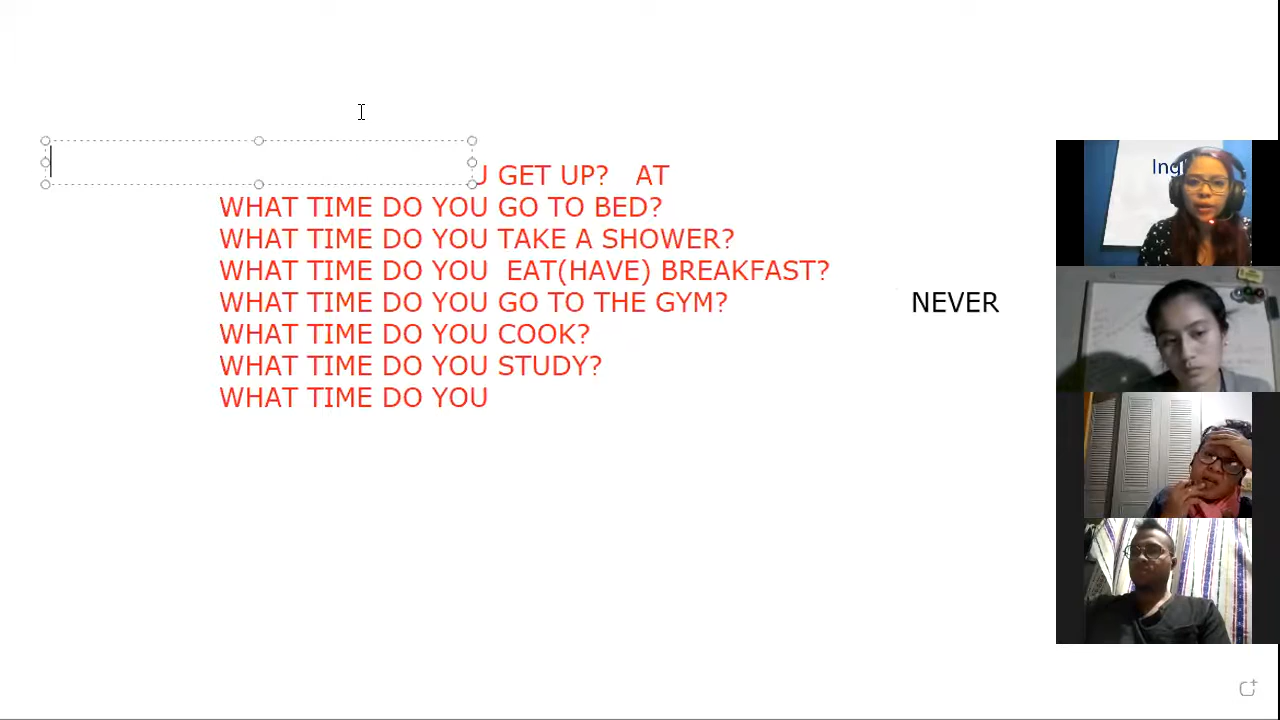 U GET UP? AT
WHAT TIME DO YOU GO TO BED?
WHAT TIME DO YOU TAKE A SHOWER?
WHAT TIME DO YOU EAT(HAVE) BREAKFAST?
WHAT TIME DO YOU GO TO THE GYM? NEVER
WHAT TIME DO YOU COOK?
WHAT TIME DO YOU STUDY?
WHAT TIME DO YOU